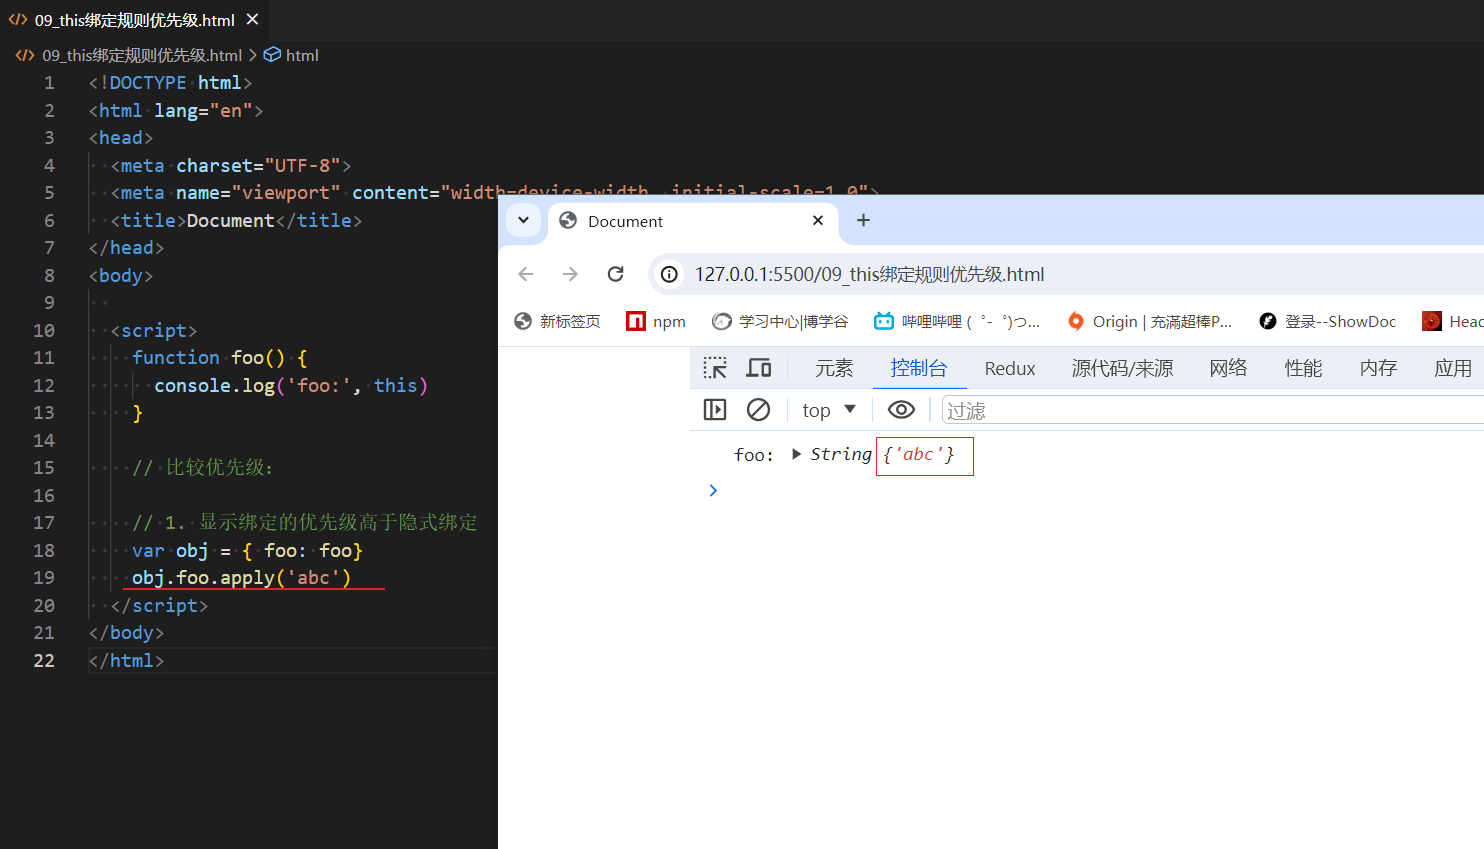 09_this绑定规则优先级.html
09_this绑定规则优先级.html > html
1 <!DOCTYPE html>
2 <html lang="en">
3 <head>
4 <meta charset="UTF-8">
5 <meta name="viewport" content="width=device-width, initial-scale=1.0">
6 <title>Document</title>
7 </head>
8 <body>
9
10 <script>
11 function foo() {
12 console.log('foo:', this)
13 }
14
15 // 比较优先级:
16
17 // 1. 显示绑定的优先级高于隐式绑定
18 var obj = { foo: foo}
19 obj.foo.apply('abc')
20 </script>
21 </body>
22 </html>
Document
127.0.0.1:5500/09_this绑定规则优先级.html
新标签页 npm 学习中心|博学谷 哔哩哔哩 (゜-゜)つ... Origin | 充满超棒P... 登录--ShowDoc Heac
元素 控制台 Redux 源代码/来源 网络 性能 内存 应用
top 过滤
foo: String {'abc'}